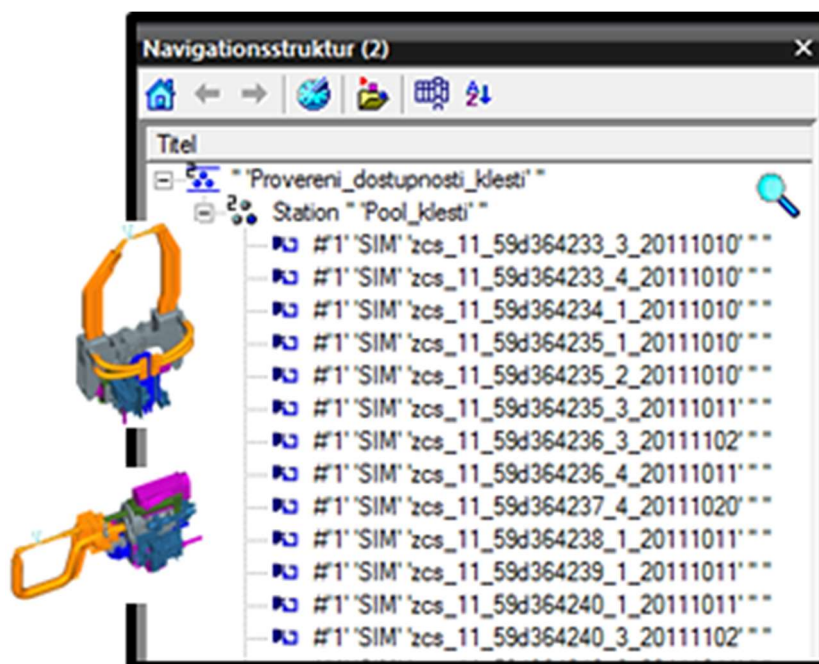 Navigationsstruktur (2)
Titel
" 'Provereni_dostupnosti_klesti' "
Station " 'Pool_klesti' "
#'1' 'SIM' 'zcs_11_59d364233_3_20111010' " "
#'1' 'SIM' 'zcs_11_59d364233_4_20111010' " "
#'1' 'SIM' 'zcs_11_59d364234_1_20111010' " "
#'1' 'SIM' 'zcs_11_59d364235_1_20111010' " "
#'1' 'SIM' 'zcs_11_59d364235_2_20111010' " "
#'1' 'SIM' 'zcs_11_59d364235_3_20111011' " "
#'1' 'SIM' 'zcs_11_59d364236_3_20111102' " "
#'1' 'SIM' 'zcs_11_59d364236_4_20111011' " "
#'1' 'SIM' 'zcs_11_59d364237_4_20111020' " "
#'1' 'SIM' 'zcs_11_59d364238_1_20111011' " "
#'1' 'SIM' 'zcs_11_59d364239_1_20111011' " "
#'1' 'SIM' 'zcs_11_59d364240_1_20111011' " "
#'1' 'SIM' 'zcs_11_59d364240_3_20111102' " "